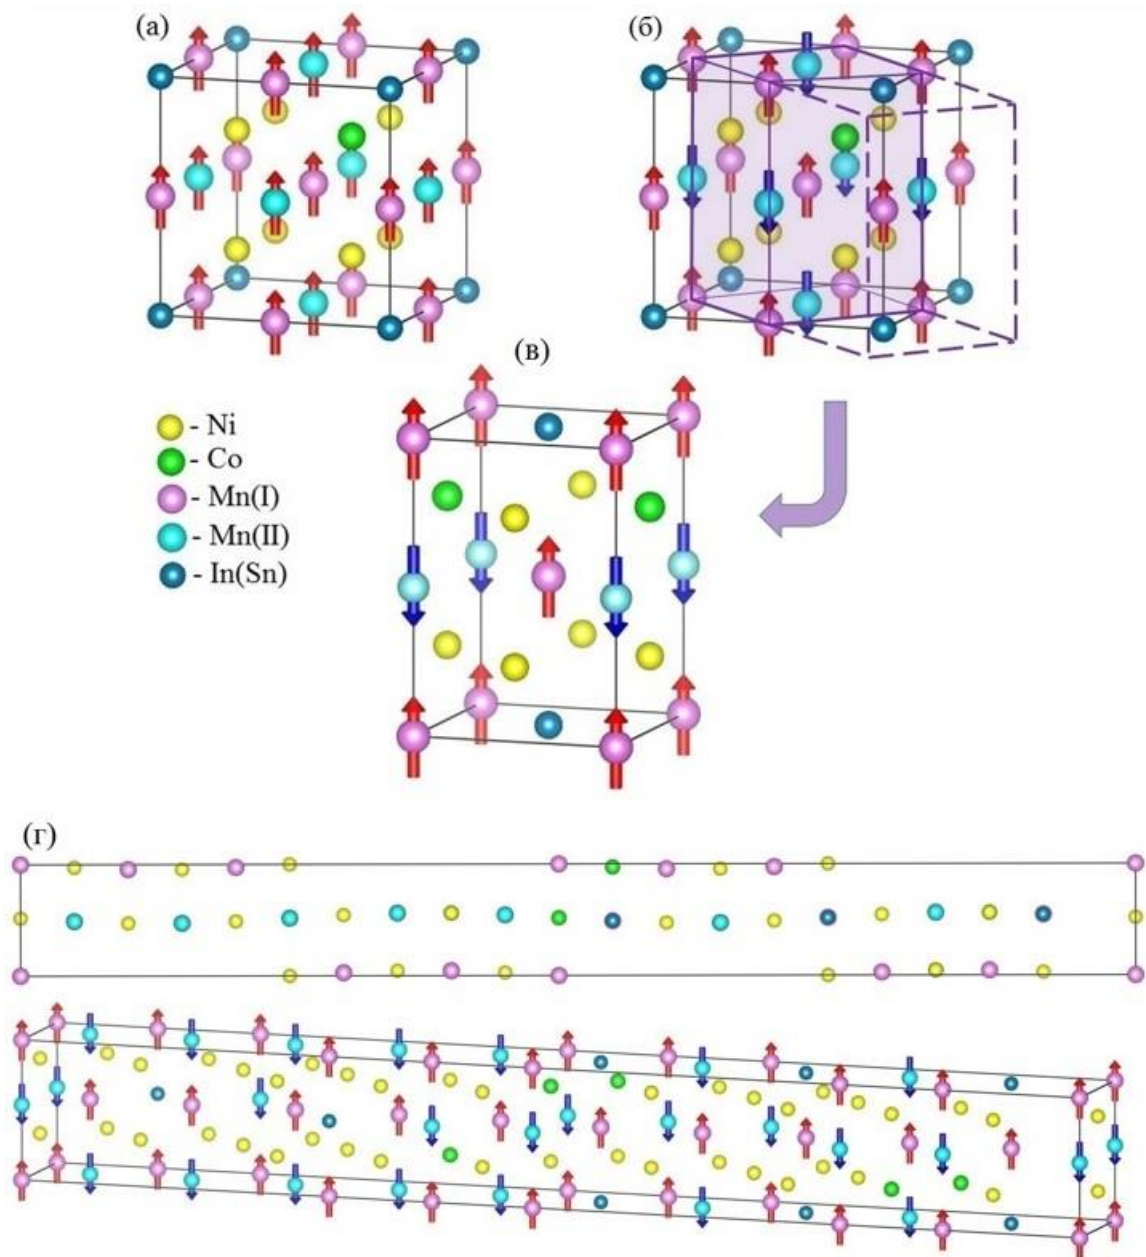 (а)
(б)
(в)
- Ni
- Co
- Mn(I)
- Mn(II)
- In(Sn)
(г)